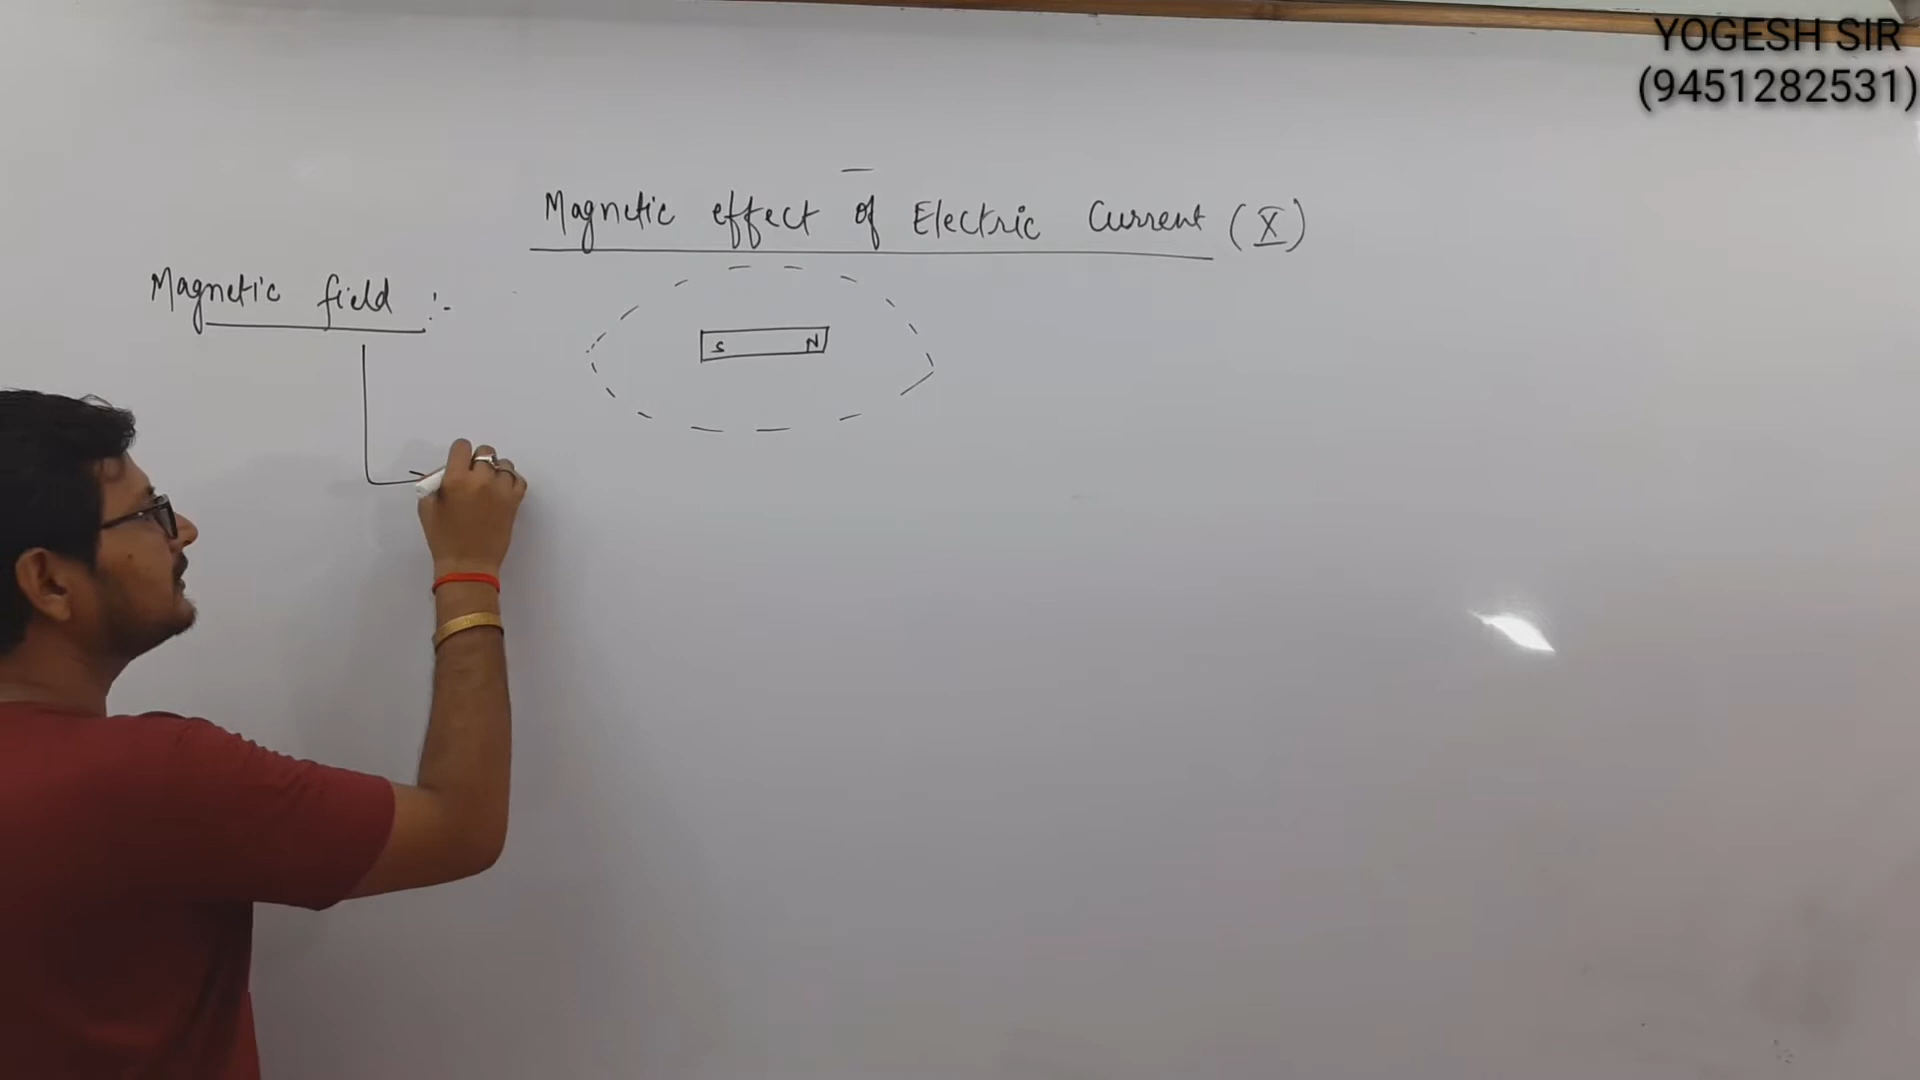 YOGESH SIR
(9451282531)
Magnetic effect of Electric Current (X)
Magnetic field :-
S N